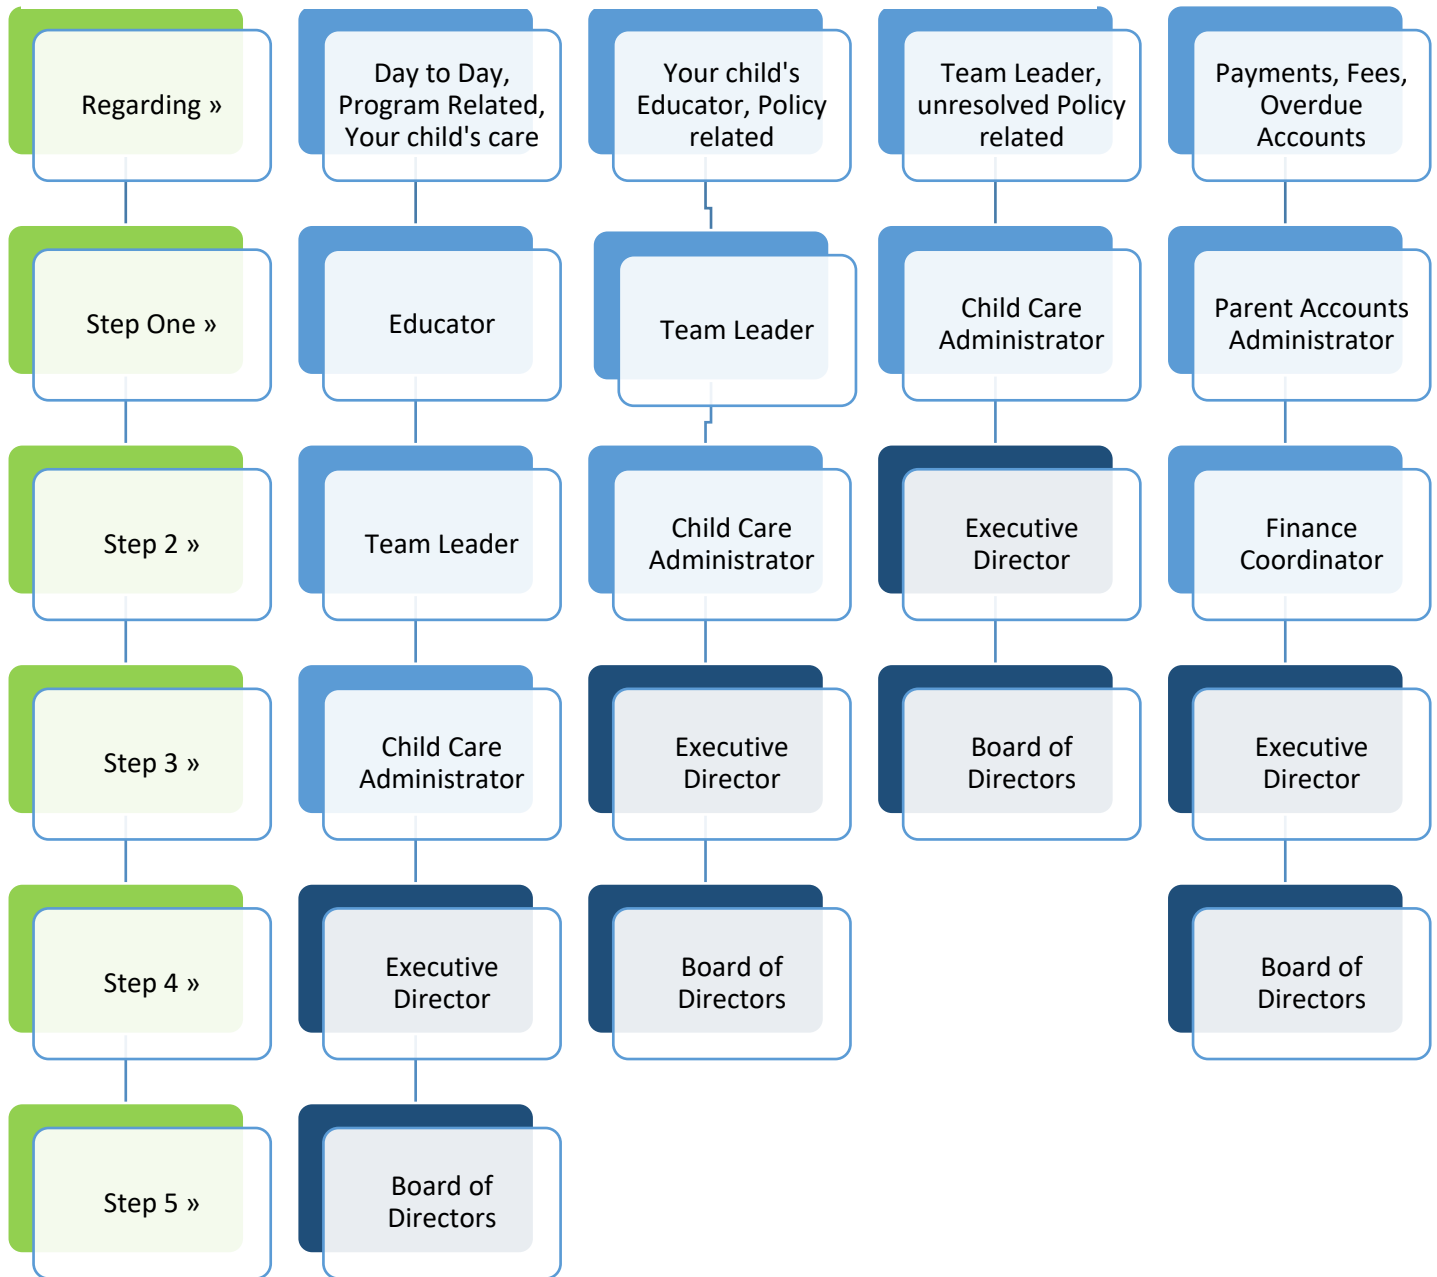 Regarding »
Day to Day,
Program Related,
Your child's care
Your child's
Educator, Policy
related
Team Leader,
unresolved Policy
related
Payments, Fees,
Overdue
Accounts
Step One »
Educator
Team Leader
Child Care
Administrator
Parent Accounts
Administrator
Step 2 »
Team Leader
Child Care
Administrator
Executive
Director
Finance
Coordinator
Step 3 »
Child Care
Administrator
Executive
Director
Board of
Directors
Executive
Director
Step 4 »
Executive
Director
Board of
Directors
Board of
Directors
Step 5 »
Board of
Directors